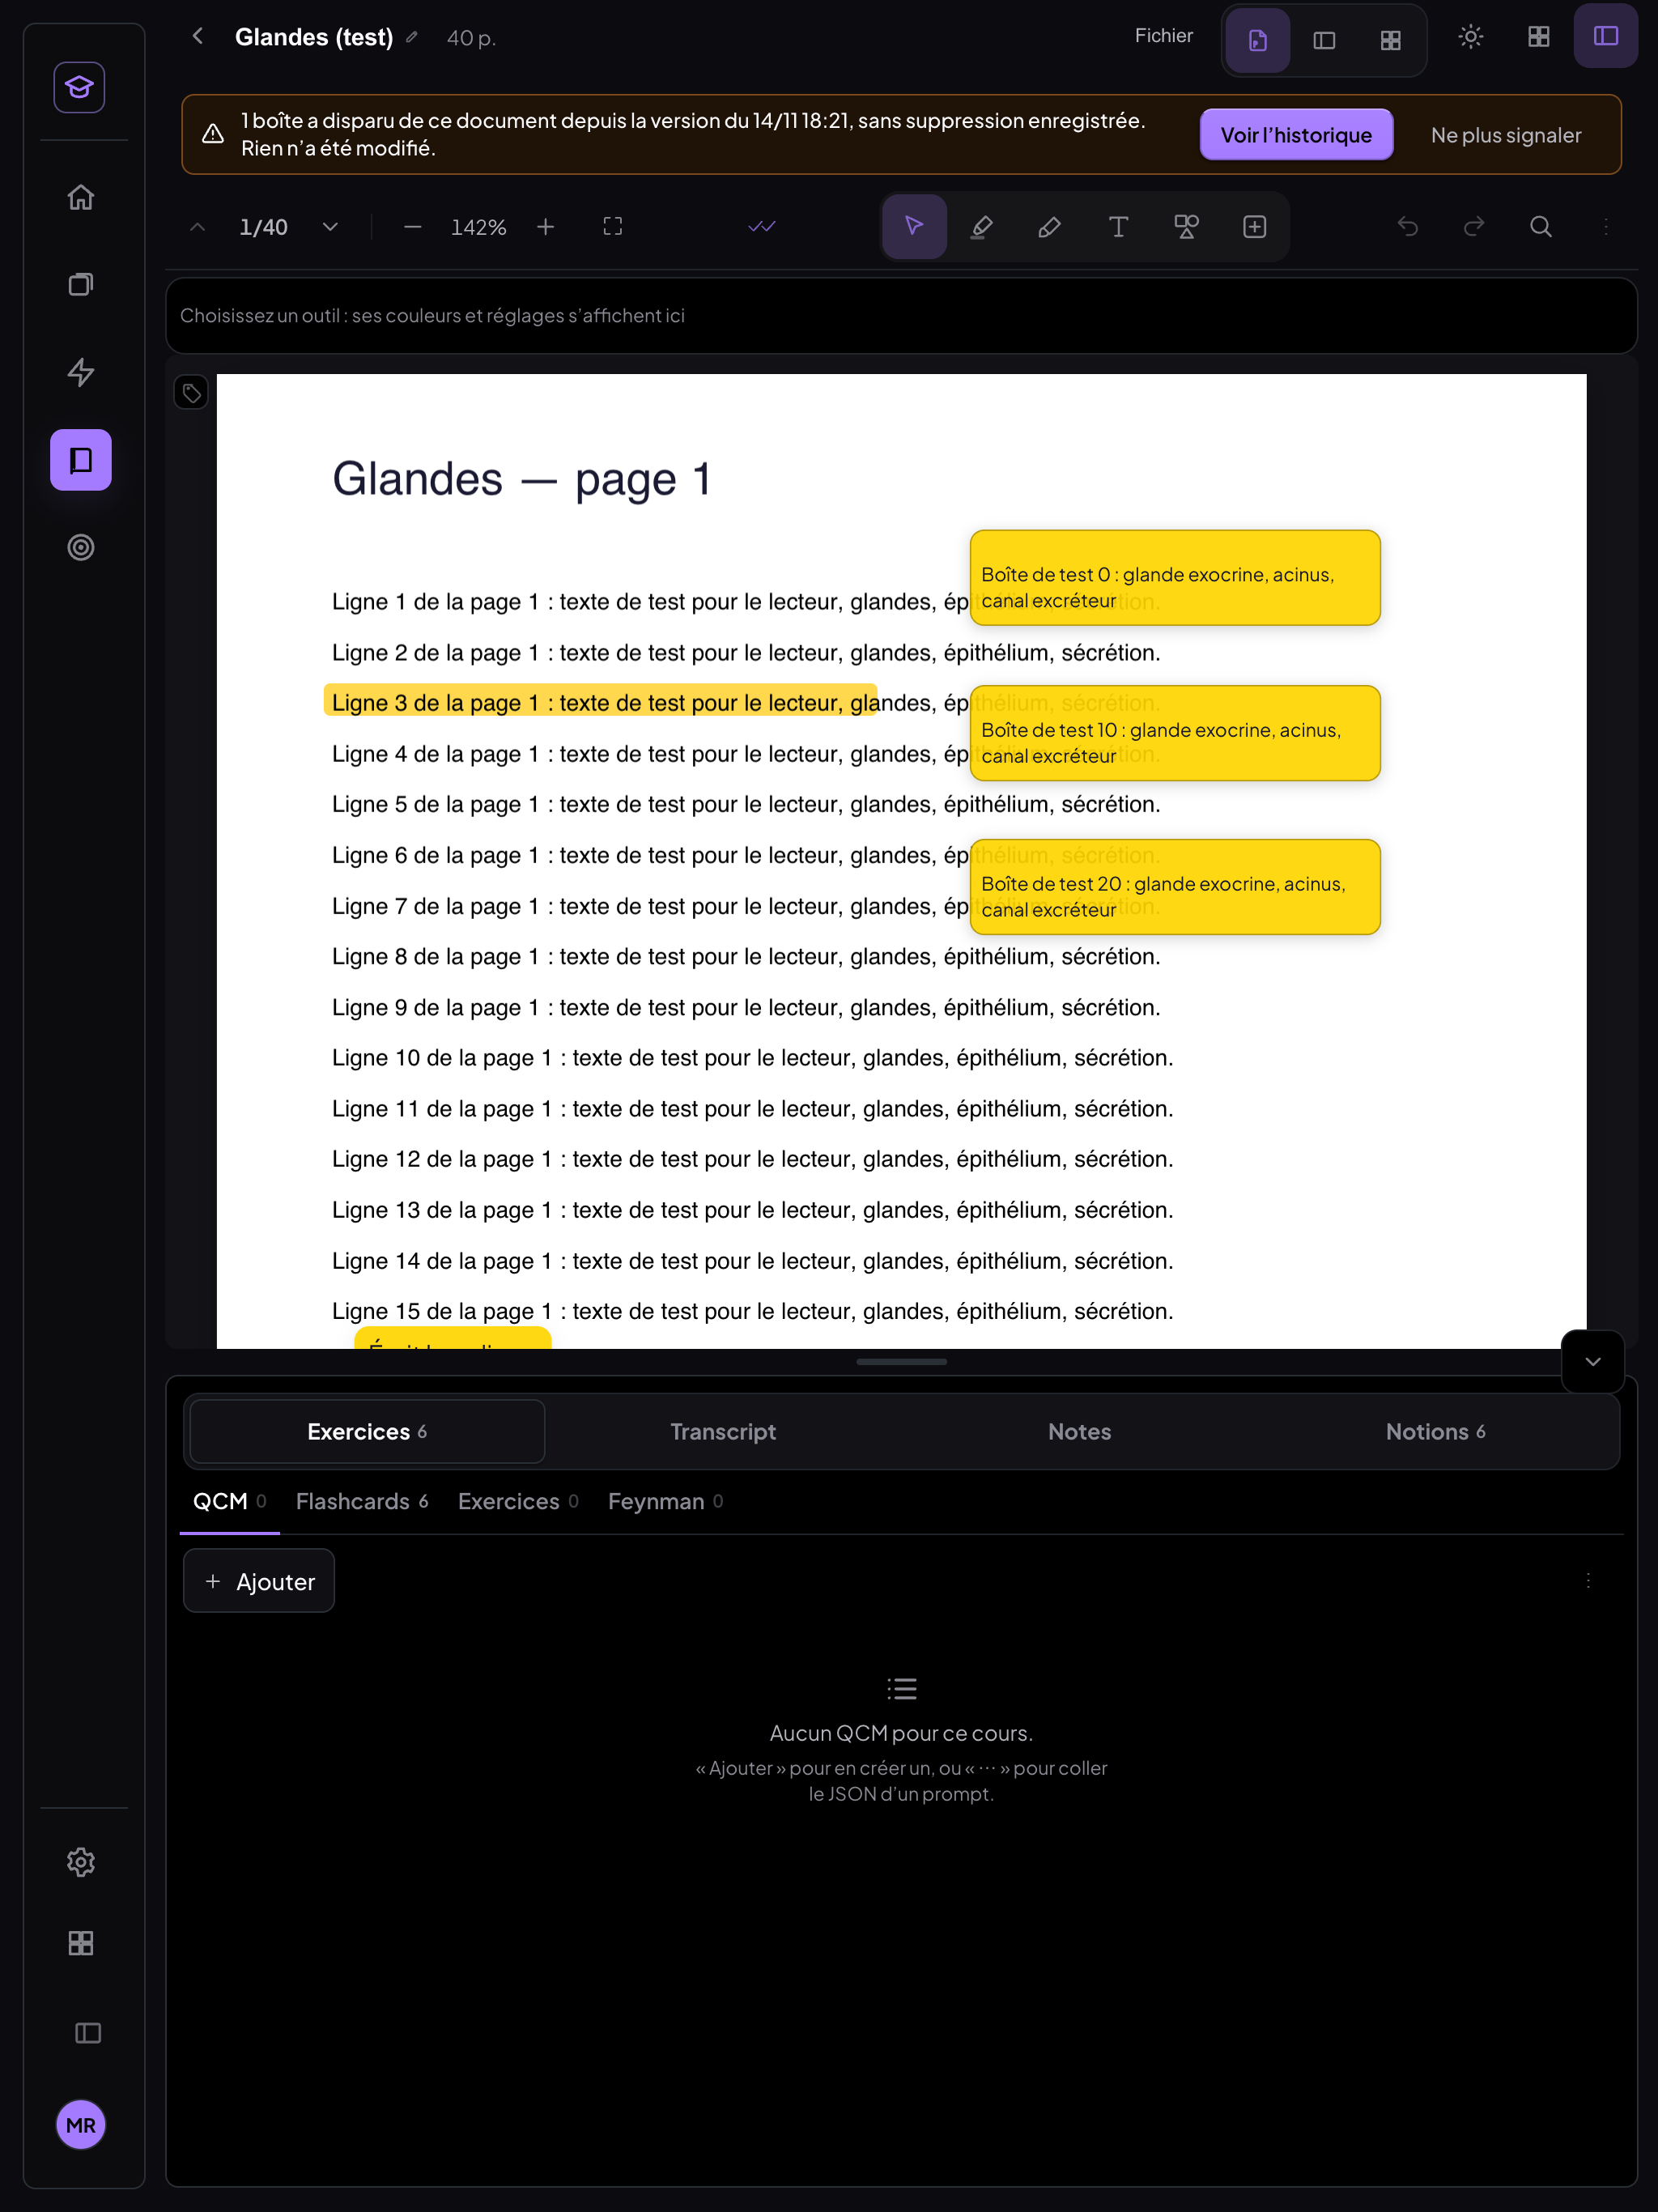 Glandes (test)
40 p.
Fichier
1 boîte a disparu de ce document depuis la version du 14/11 18:21, sans suppression enregistrée.
Rien n’a été modifié.
Voir l’historique
Ne plus signaler
1/40
142%
Choisissez un outil : ses couleurs et réglages s’affichent ici
Glandes — page 1
Boîte de test 0 : glande exocrine, acinus,
canal excréteur
Ligne 1 de la page 1 : texte de test pour le lecteur, glandes, épithélium, sécrétion.
Ligne 2 de la page 1 : texte de test pour le lecteur, glandes, épithélium, sécrétion.
Ligne 3 de la page 1 : texte de test pour le lecteur, glandes, épithélium, sécrétion.
Boîte de test 10 : glande exocrine, acinus,
canal excréteur
Ligne 4 de la page 1 : texte de test pour le lecteur, glandes, épithélium, sécrétion.
Ligne 5 de la page 1 : texte de test pour le lecteur, glandes, épithélium, sécrétion.
Ligne 6 de la page 1 : texte de test pour le lecteur, glandes, épithélium, sécrétion.
Boîte de test 20 : glande exocrine, acinus,
canal excréteur
Ligne 7 de la page 1 : texte de test pour le lecteur, glandes, épithélium, sécrétion.
Ligne 8 de la page 1 : texte de test pour le lecteur, glandes, épithélium, sécrétion.
Ligne 9 de la page 1 : texte de test pour le lecteur, glandes, épithélium, sécrétion.
Ligne 10 de la page 1 : texte de test pour le lecteur, glandes, épithélium, sécrétion.
Ligne 11 de la page 1 : texte de test pour le lecteur, glandes, épithélium, sécrétion.
Ligne 12 de la page 1 : texte de test pour le lecteur, glandes, épithélium, sécrétion.
Ligne 13 de la page 1 : texte de test pour le lecteur, glandes, épithélium, sécrétion.
Ligne 14 de la page 1 : texte de test pour le lecteur, glandes, épithélium, sécrétion.
Ligne 15 de la page 1 : texte de test pour le lecteur, glandes, épithélium, sécrétion.
Exercices 6
Transcript
Notes
Notions 6
QCM 0
Flashcards 6
Exercices 0
Feynman 0
+ Ajouter
Aucun QCM pour ce cours.
« Ajouter » pour en créer un, ou « ··· » pour coller
le JSON d’un prompt.
MR